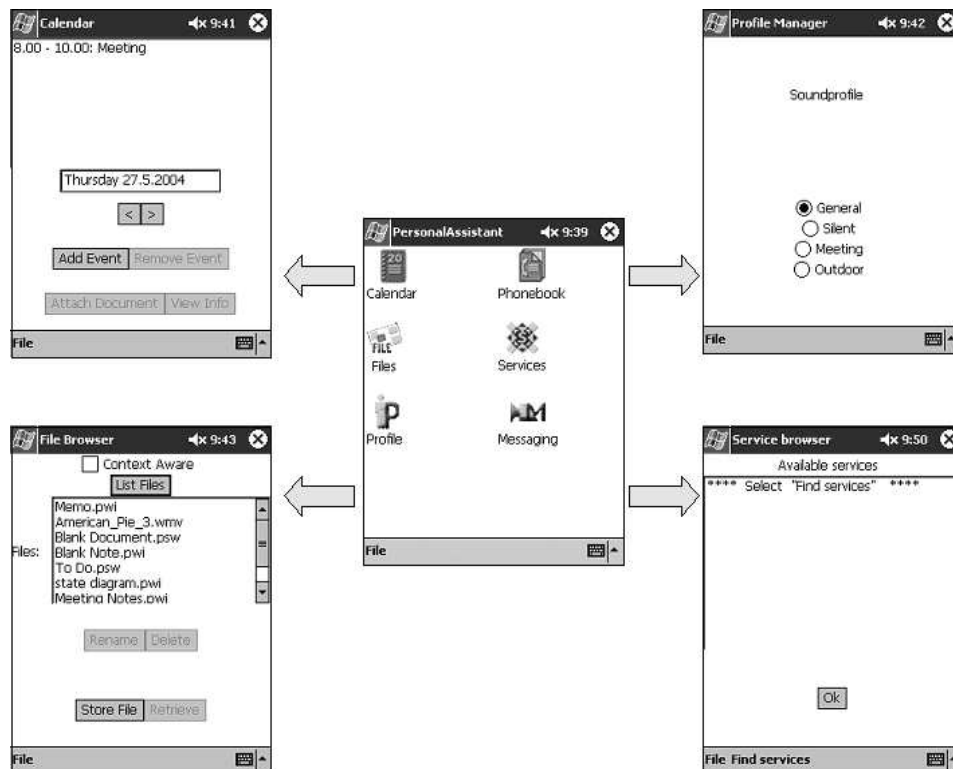 Calendar 9:41
8.00 - 10.00: Meeting
Thursday 27.5.2004
< >
Add Event Remove Event
Attach Document View Info
File
Profile Manager 9:42
Soundprofile
General
Silent
Meeting
Outdoor
File
PersonalAssistant 9:39
20
Calendar Phonebook
FILE
Files Services
P M
Profile Messaging
File
File Browser 9:43
Context Aware
List Files
Files:
Memo.pwi
American_Pie_3.wmv
Blank Document.psw
Blank Note.pwi
To Do.psw
state diagram.pwi
Meeting Notes.pwi
Rename Delete
Store File Retrieve
File
Service browser 9:50
Available services
**** Select "Find services" ****
Ok
File Find services